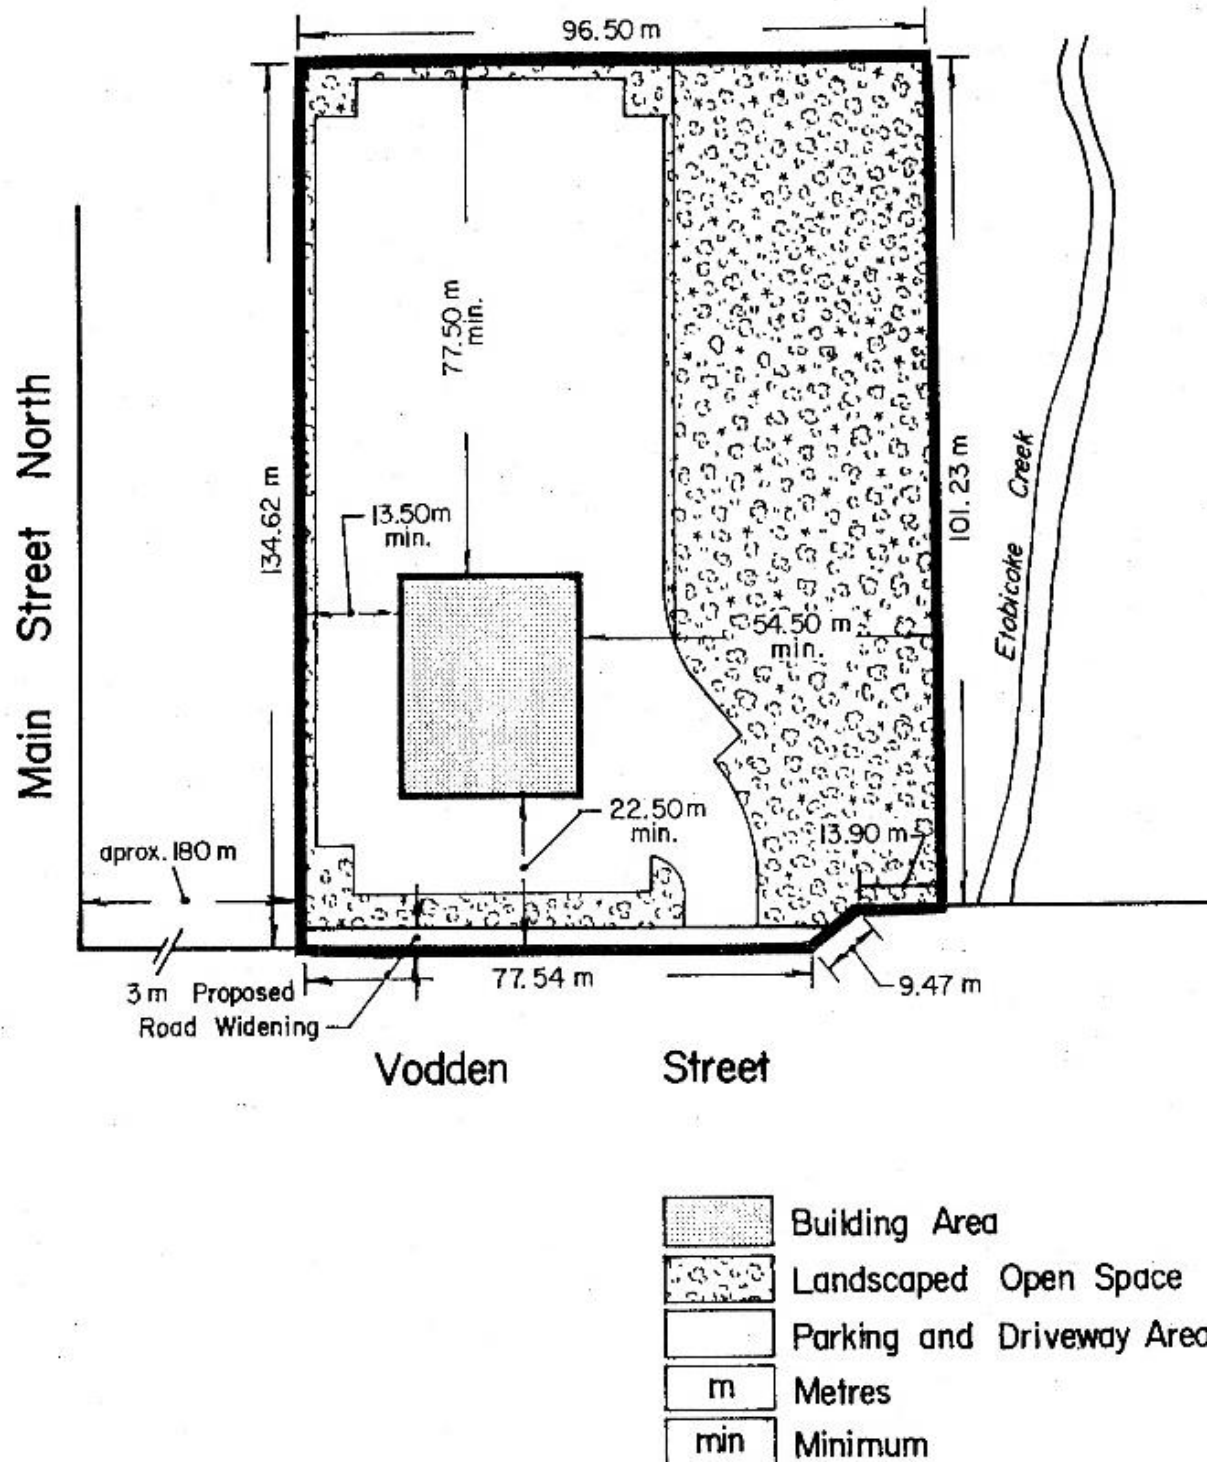 96.50 m
77.50 m
min.
Main Street North
134.62 m
13.50m
min.
101.23 m
Etobicoke Creek
54.50 m
min.
22.50m
min.
13.90 m
aprox. 180 m
77.54 m
9.47 m
3 m Proposed
Road Widening
Vodden Street
Building Area
Landscaped Open Space
Parking and Driveway Area
m Metres
min Minimum